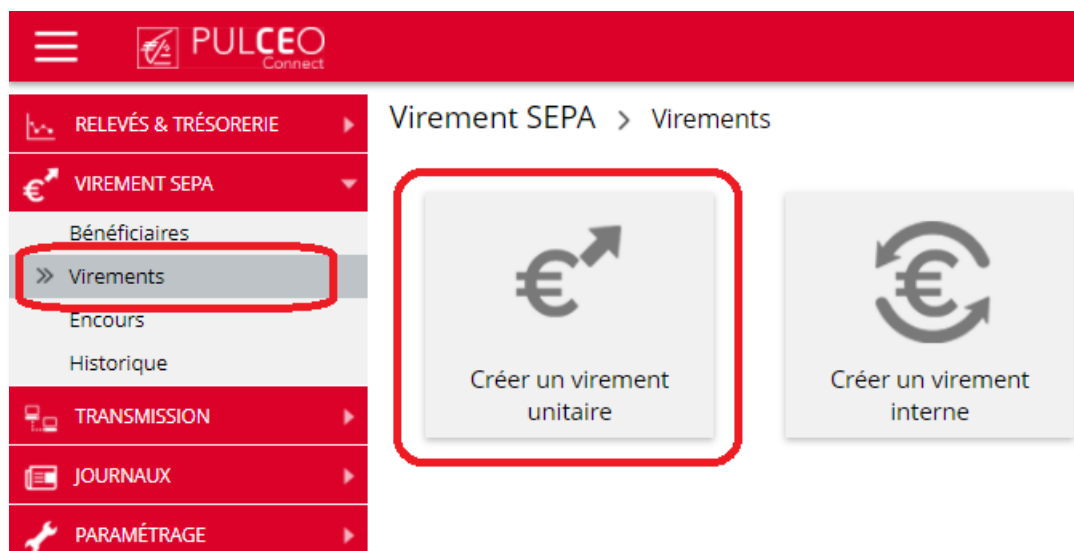 PULCEO
Connect
RELEVÉS & TRÉSORERIE
VIREMENT SEPA
Bénéficiaires
Virements
Encours
Historique
TRANSMISSION
JOURNAUX
PARAMÉTRAGE
Virement SEPA > Virements
Créer un virement
unitaire
Créer un virement
interne